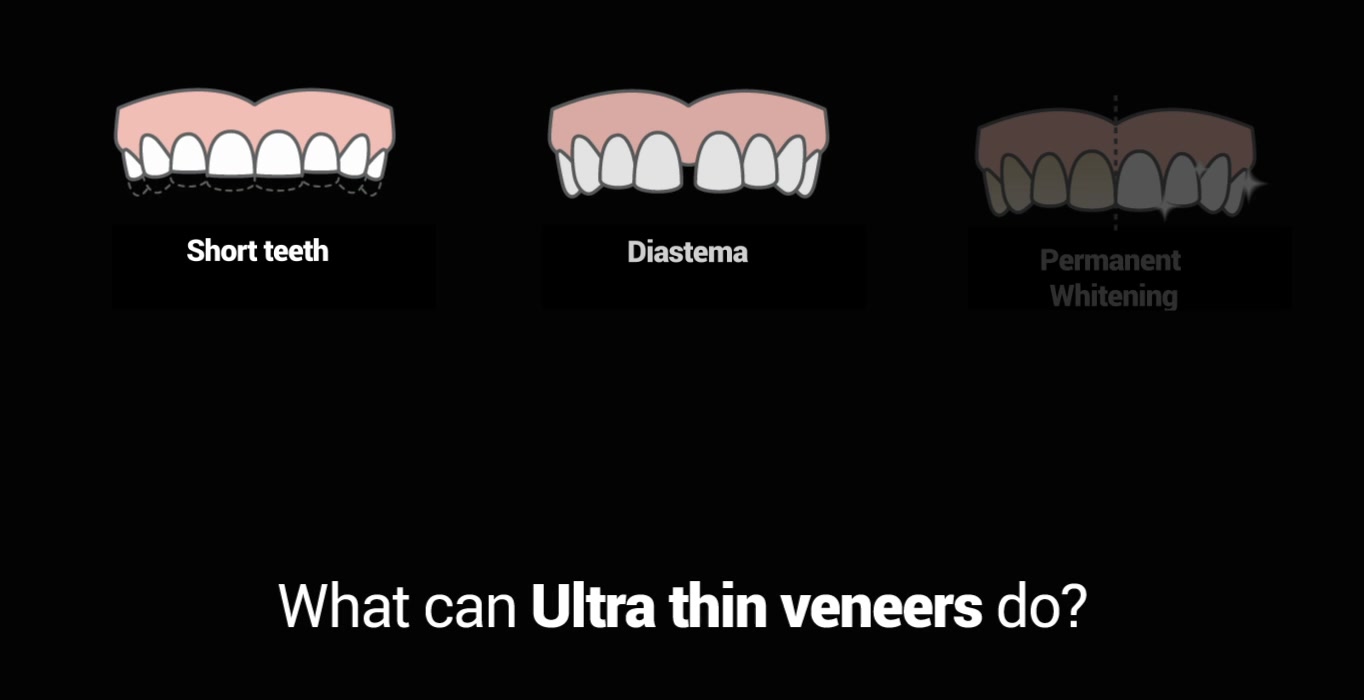 Short teeth
Diastema
Permanent
Whitening
What can Ultra thin veneers do?